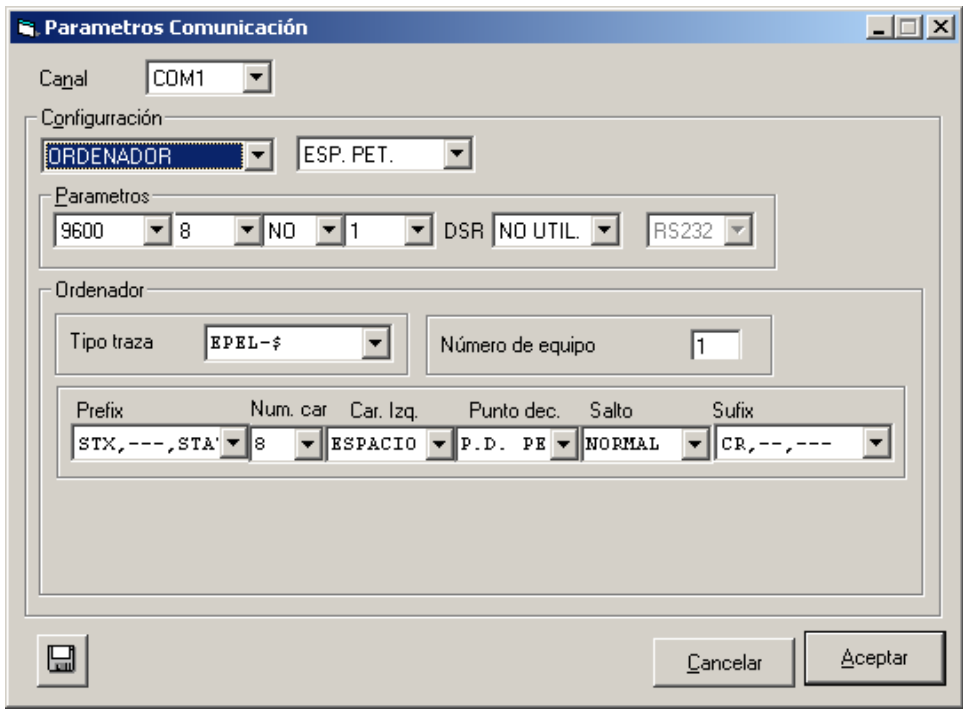 Parametros Comunicación
Canal COM1
Configurración
ORDENADOR ESP. PET.
Parametros
9600 8 NO 1 DSR NO UTIL. RS232
Ordenador
Tipo traza EPEL-$ Número de equipo 1
Prefix Num. car Car. Izq. Punto dec. Salto Sufix
STX,---,STA' 8 ESPACIO P.D. PE NORMAL CR,--,---
Cancelar Aceptar